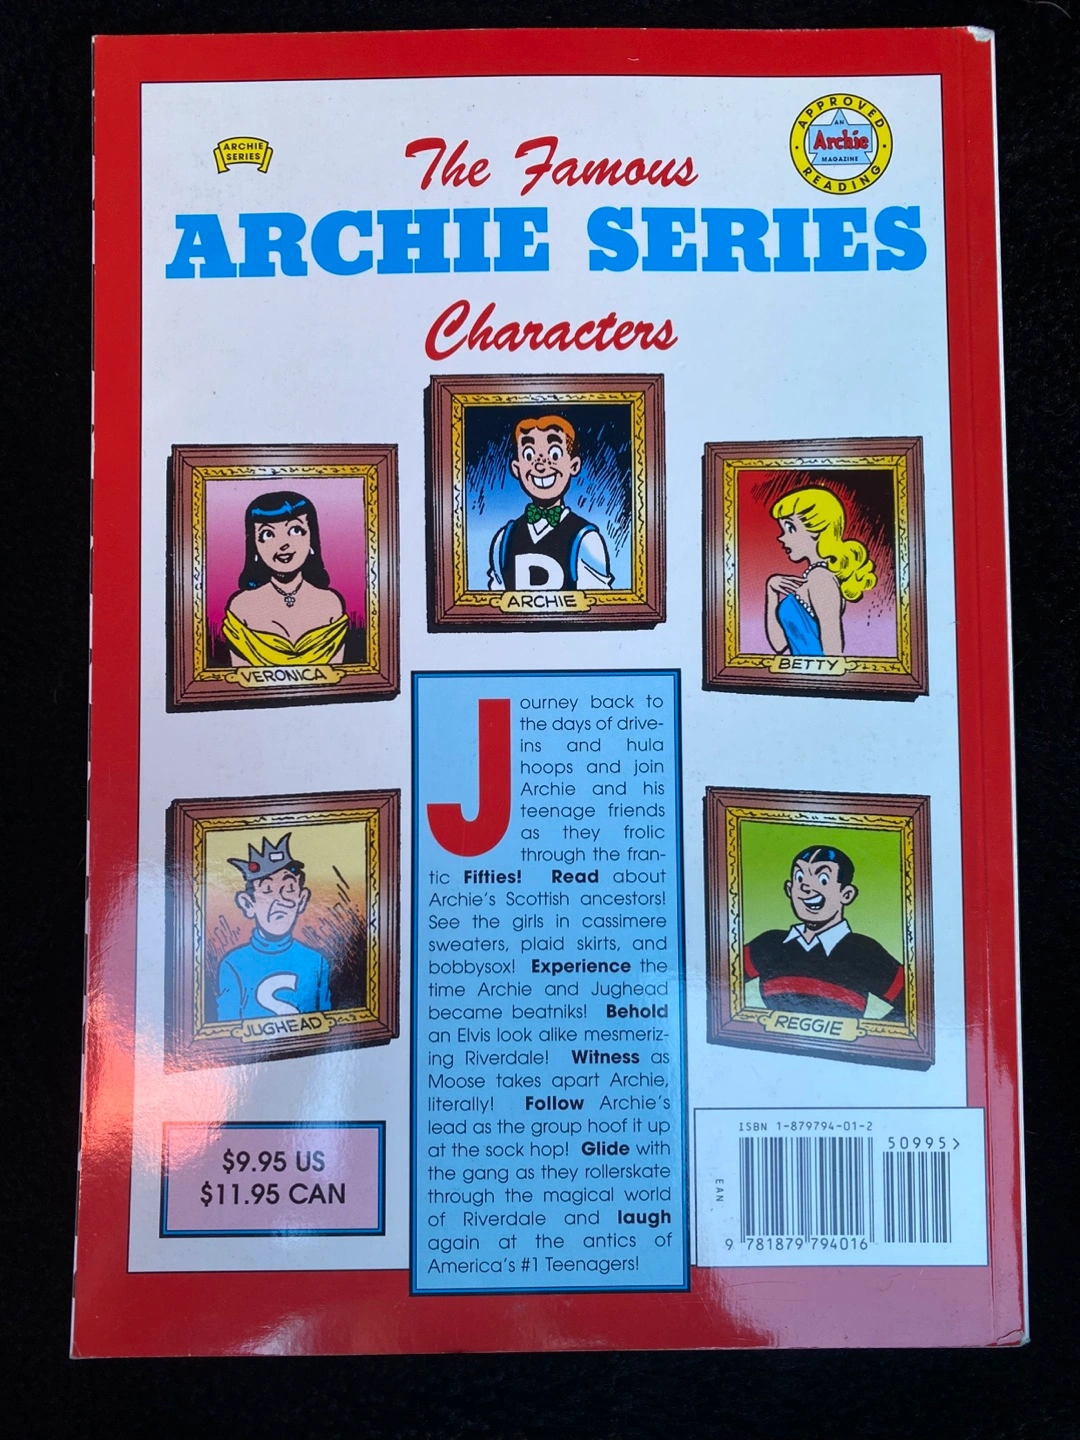 ARCHIE
SERIES
APPROVED
AN
Archie
MAGAZINE
READING
The Famous
ARCHIE SERIES
Characters
ARCHIE
VERONICA
BETTY
JUGHEAD
REGGIE
D
S
Journey back to
the days of drive-
ins and hula
hoops and join
Archie and his
teenage friends
as they frolic
through the fran-
tic Fifties! Read about
Archie's Scottish ancestors!
See the girls in cassimere
sweaters, plaid skirts, and
bobbysox! Experience the
time Archie and Jughead
became beatniks! Behold
an Elvis look alike mesmeriz-
ing Riverdale! Witness as
Moose takes apart Archie,
literally! Follow Archie's
lead as the group hoof it up
at the sock hop! Glide with
the gang as they rollerskate
through the magical world
of Riverdale and laugh
again at the antics of
America's #1 Teenagers!
$9.95 US
$11.95 CAN
ISBN 1-879794-01-2
50995>
EAN
9 781879 794016